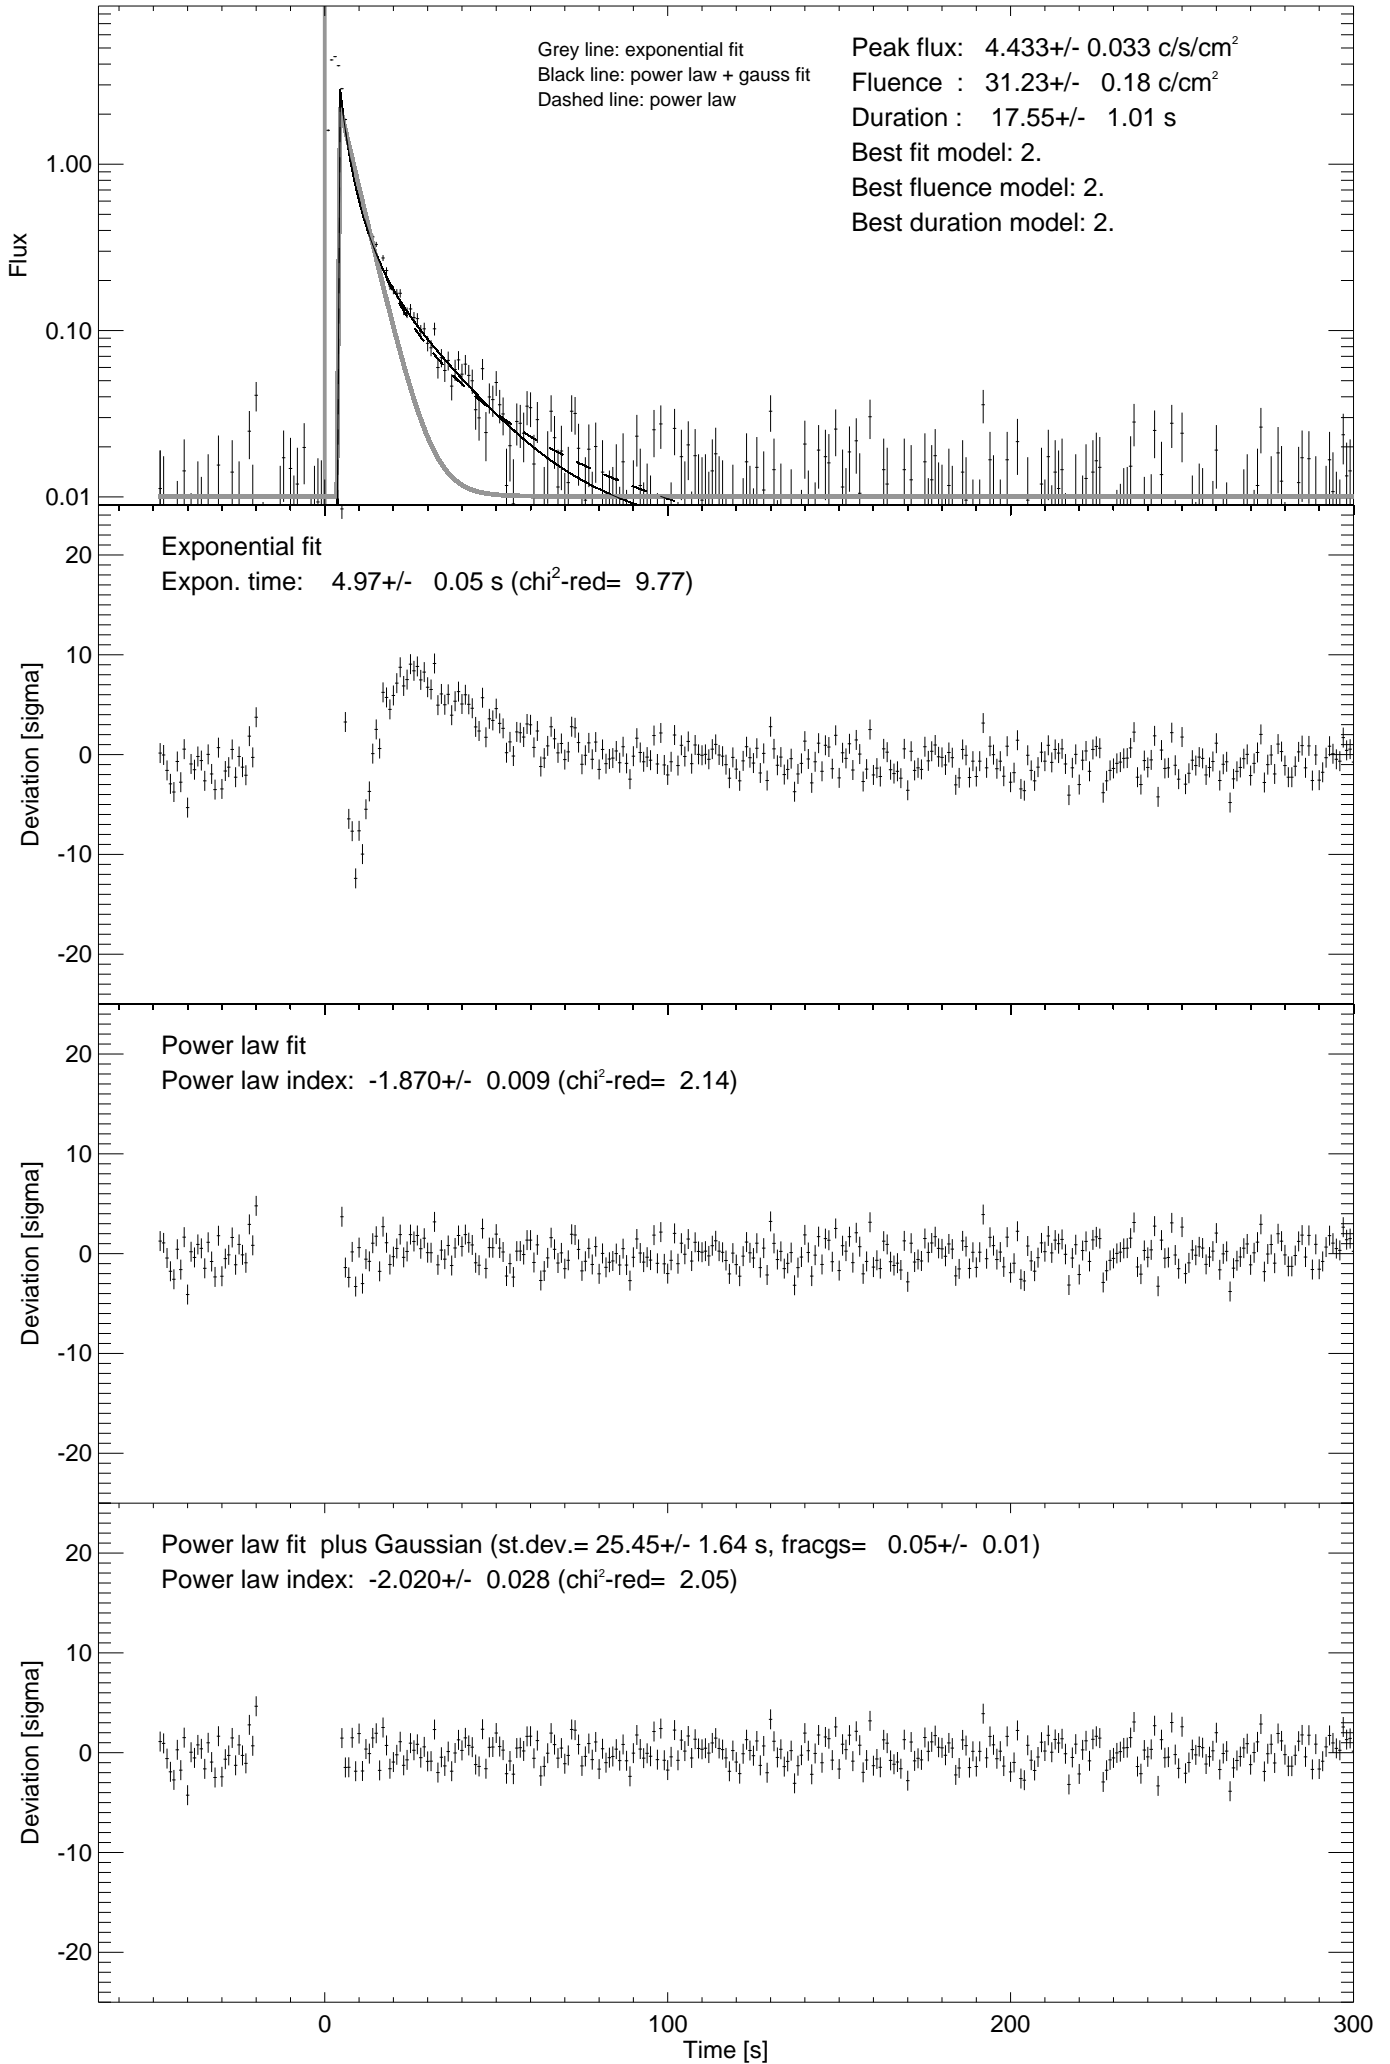 Grey line: exponential fit
Black line: power law + gauss fit
Dashed line: power law
Peak flux: 4.433+/- 0.033 c/s/cm²
Fluence : 31.23+/- 0.18 c/cm²
Duration : 17.55+/- 1.01 s
Best fit model: 2.
Best fluence model: 2.
Best duration model: 2.
1.00
0.10
0.01
Flux
Exponential fit
Expon. time: 4.97+/- 0.05 s (chi²-red= 9.77)
20
10
0
-10
-20
Deviation [sigma]
Power law fit
Power law index: -1.870+/- 0.009 (chi²-red= 2.14)
20
10
0
-10
-20
Deviation [sigma]
Power law fit plus Gaussian (st.dev.= 25.45+/- 1.64 s, fracgs= 0.05+/- 0.01)
Power law index: -2.020+/- 0.028 (chi²-red= 2.05)
20
10
0
-10
-20
Deviation [sigma]
0 100 200 300
Time [s]